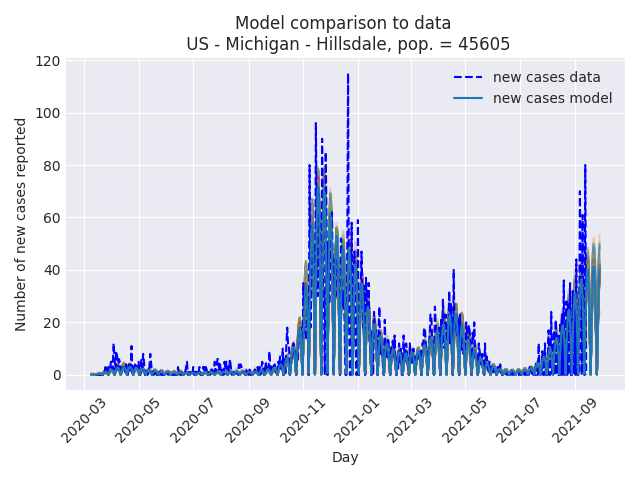 Model comparison to data
US - Michigan - Hillsdale, pop. = 45605
new cases data
new cases model
Number of new cases reported
120
100
80
60
40
20
0
2020-03
2020-05
2020-07
2020-09
2020-11
2021-01
2021-03
2021-05
2021-07
2021-09
Day